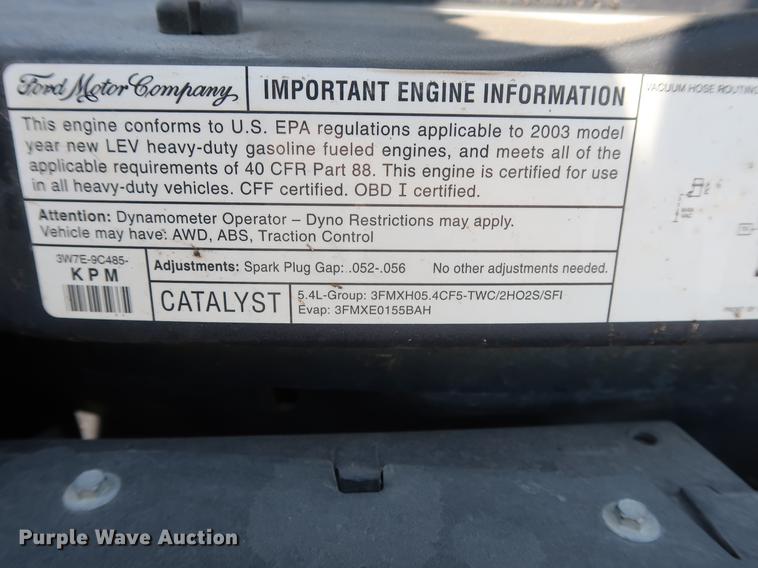 Ford Motor Company
IMPORTANT ENGINE INFORMATION
This engine conforms to U.S. EPA regulations applicable to 2003 model
year new LEV heavy-duty gasoline fueled engines, and meets all of the
applicable requirements of 40 CFR Part 88. This engine is certified for use
in all heavy-duty vehicles. CFF certified. OBD I certified.
Attention: Dynamometer Operator – Dyno Restrictions may apply.
Vehicle may have: AWD, ABS, Traction Control
3W7E-9C485-
KPM
Adjustments: Spark Plug Gap: .052-.056 No other adjustments needed.
CATALYST
5.4L-Group: 3FMXH05.4CF5-TWC/2HO2S/SFI
Evap: 3FMXE0155BAH
VACUUM HOSE ROUTING
Purple Wave Auction